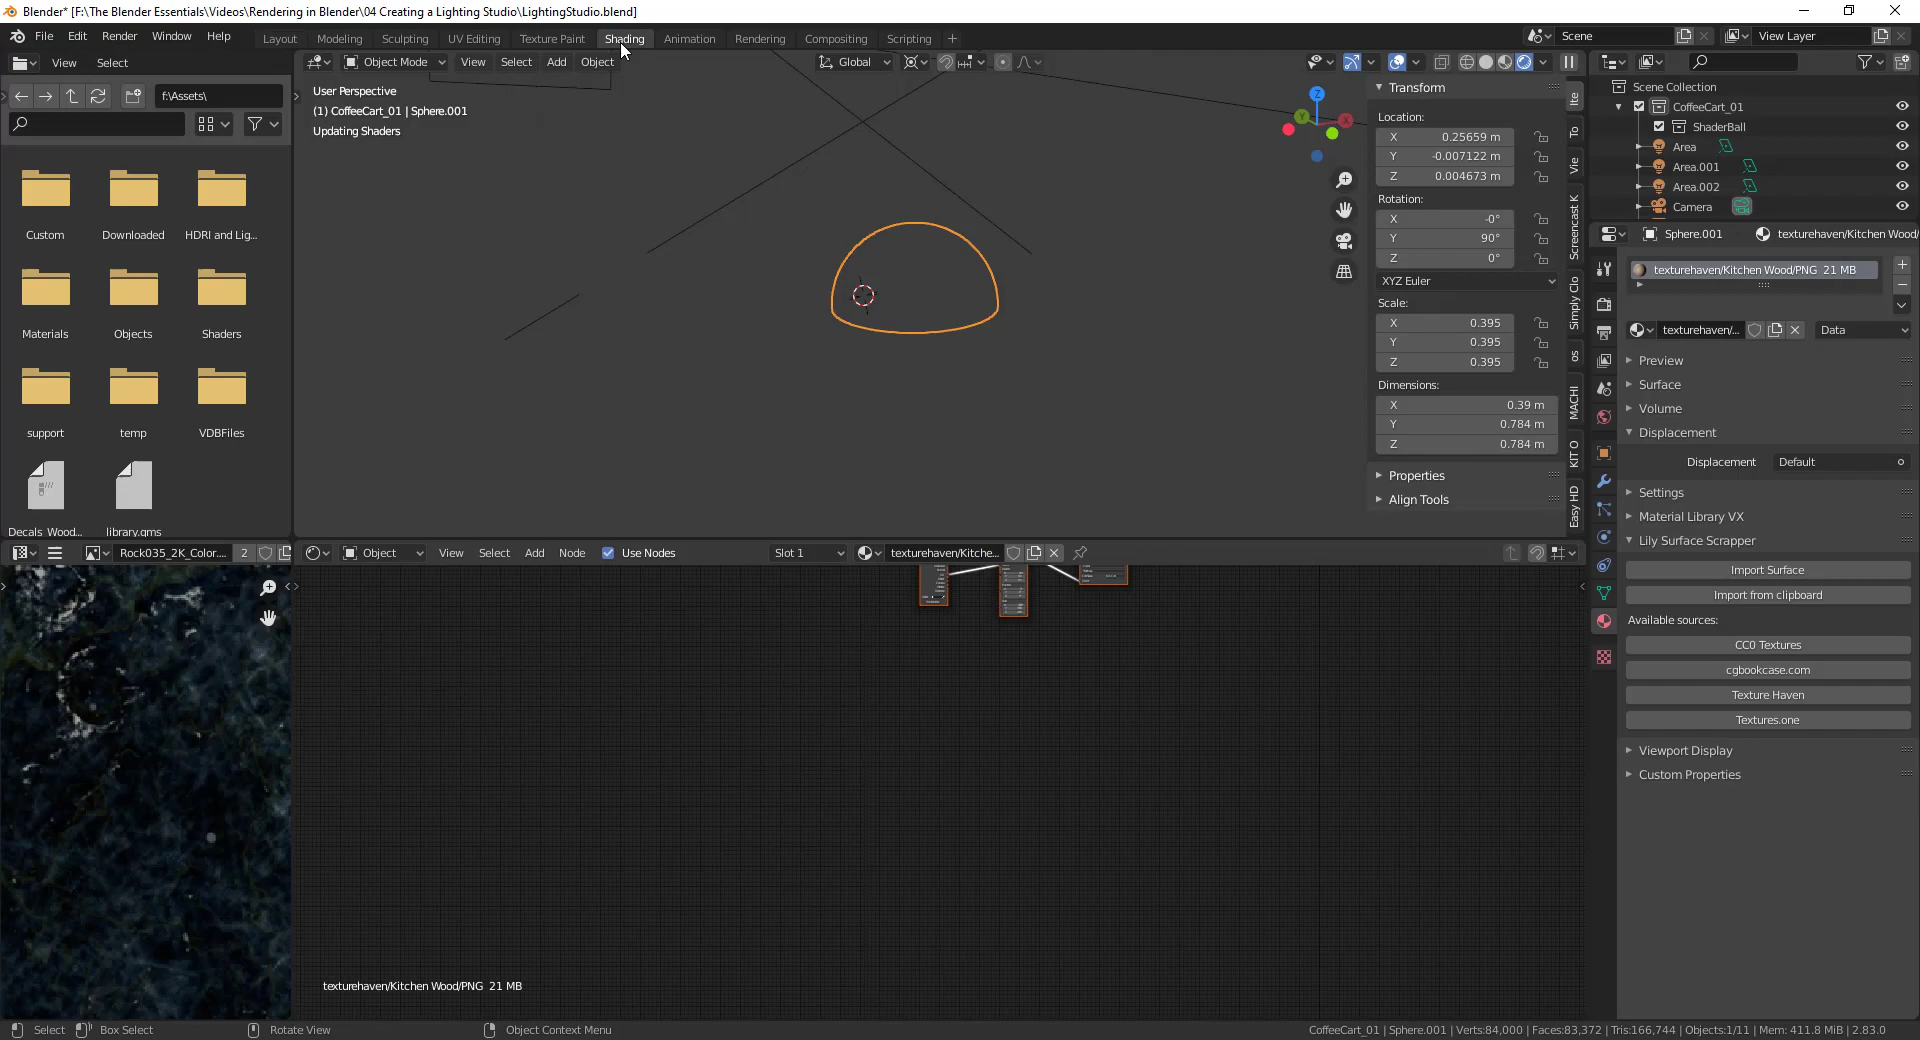 Blender* [F:\The Blender Essentials\Videos\Rendering in Blender\04 Creating a Lighting Studio\LightingStudio.blend]
File Edit Render Window Help Layout Modeling Sculpting UV Editing Texture Paint Shading Animation Rendering Compositing Scripting Scene View Layer
View Select
Object Mode View Select Add Object Global
f:\Assets\
Custom Downloaded HDRI and Lig...
Materials Objects Shaders
support temp VDBFiles
Decals_Wood... library.gms
User Perspective
(1) CoffeeCart_01 | Sphere.001
Updating Shaders
Z
Y
X
Transform
Location:
X 0.25659 m
Y -0.007122 m
Z 0.004673 m
Rotation:
X -0°
Y 90°
Z 0°
XYZ Euler
Scale:
X 0.395
Y 0.395
Z 0.395
Dimensions:
X 0.39 m
Y 0.784 m
Z 0.784 m
Properties
Align Tools
Ite
To
Vie
Screencast K
Simply Clo
os
MACHI
KIT O
Easy HD
Scene Collection
CoffeeCart_01
ShaderBall
Area
Area.001
Area.002
Camera
Sphere.001 texturehaven/Kitchen Wood/
texturehaven/Kitchen Wood/PNG 21 MB
texturehaven/... Data
Preview
Surface
Volume
Displacement
Displacement Default
Settings
Material Library VX
Lily Surface Scrapper
Import Surface
Import from clipboard
Available sources:
CC0 Textures
cgbookcase.com
Texture Haven
Textures.one
Viewport Display
Custom Properties
Rock035_2K_Color... 2
Object View Select Add Node Use Nodes Slot 1 texturehaven/Kitche...
texturehaven/Kitchen Wood/PNG 21 MB
Select Box Select Rotate View Object Context Menu
CoffeeCart_01 | Sphere.001 | Verts:84,000 | Faces:83,372 | Tris:166,744 | Objects:1/11 | Mem: 411.8 MiB | 2.83.0